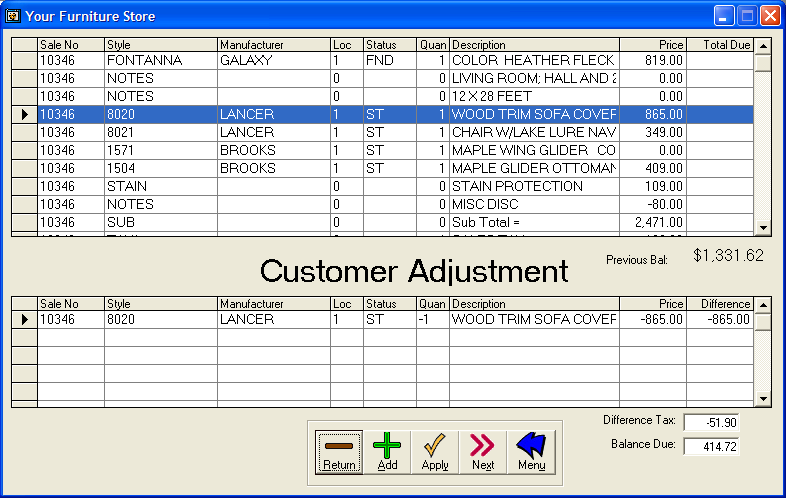 Your Furniture Store
Sale No Style Manufacturer Loc Status Quan Description Price Total Due
10346 FONTANNA GALAXY 1 FND 1 COLOR HEATHER FLECK 819.00
10346 NOTES 0 0 LIVING ROOM; HALL AND 2 0.00
10346 NOTES 0 0 12 X 28 FEET 0.00
10346 8020 LANCER 1 ST 1 WOOD TRIM SOFA COVER 865.00
10346 8021 LANCER 1 ST 1 CHAIR W/LAKE LURE NAV 349.00
10346 1571 BROOKS 1 ST 1 MAPLE WING GLIDER CO 0.00
10346 1504 BROOKS 1 ST 1 MAPLE GLIDER OTTOMAN 409.00
10346 STAIN 0 0 STAIN PROTECTION 109.00
10346 NOTES 0 0 MISC DISC -80.00
10346 SUB 0 0 Sub Total = 2,471.00
Customer Adjustment
Previous Bal: $1,331.62
Sale No Style Manufacturer Loc Status Quan Description Price Difference
10346 8020 LANCER 1 ST -1 WOOD TRIM SOFA COVER -865.00 -865.00
Difference Tax: -51.90
Balance Due: 414.72
Return Add Apply Next Menu